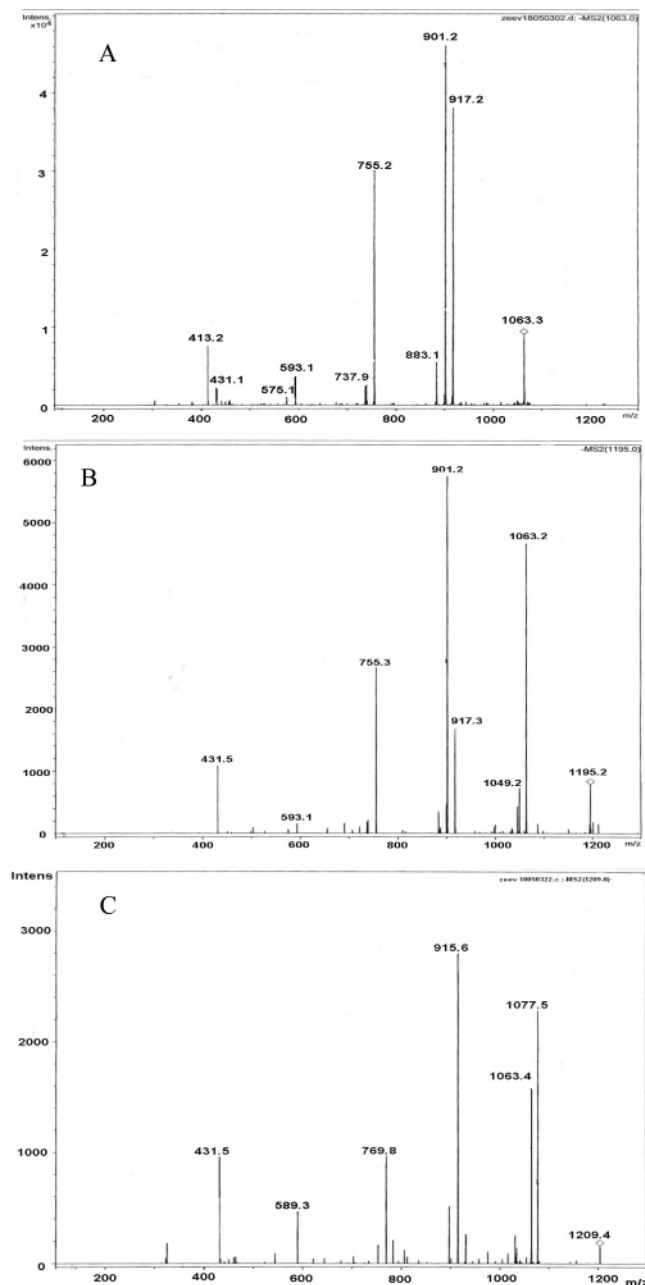 Intens.
x10⁴
zeev18050302.d: -MS2(1063.0)
A
901.2
917.2
4
3
755.2
2
1
1063.3
413.2
883.1
431.1
593.1
737.9
575.1
0
200 400 600 800 1000 1200
m/z
Intens.
6000
-MS2(1195.0)
B
901.2
1063.2
5000
4000
3000
755.3
2000
917.3
431.5
1000
1049.2
1195.2
593.1
0
200 400 600 800 1000 1200
m/z
Intens
C
3000
915.6
1077.5
2000
1063.4
1000
431.5
769.8
589.3
1209.4
0
200 400 600 800 1000 1200
m/z